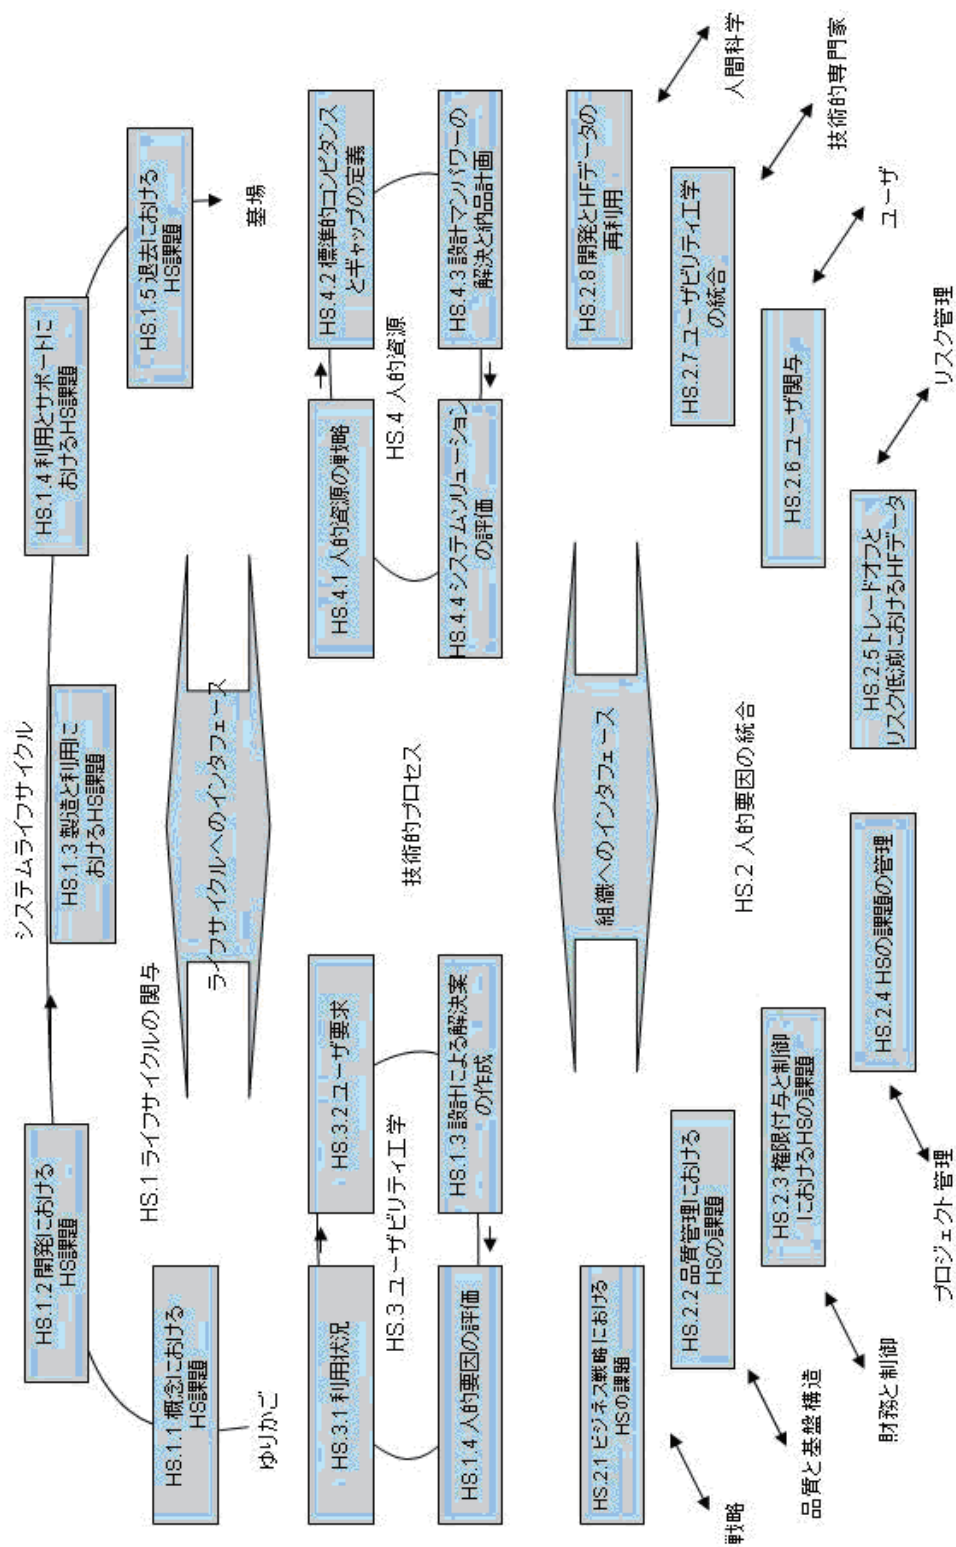 システムライフサイクル
HS.1.2 開発における
HS課題
HS.1.3 製造と利用に
おけるHS課題
HS.1.4 利用とサポートに
おけるHS課題
HS.1.1 概念における
HS課題
HS.1.5 退去における
HS課題
ゆりかご
HS.1 ライフサイクルの関与
墓場
ライフサイクルへのインタフェース
HS.3.1 利用状況
HS.3.2 ユーザ要求
HS.4.1 人的資源の戦略
HS.4.2 標準的コンピタンス
とギャップの定義
HS.3 ユーザビリティ工学
技術的プロセス
HS.4 人的資源
HS.1.4 人的要因の評価
HS.1.3 設計による解決案
の作成
HS.4.4 システムソリューション
の評価
HS.4.3 設計マンパワーの
解決と納品計画
組織へのインタフェース
HS.2.1 ビジネス戦略における
HSの課題
HS.2.8 開発とHFデータの
再利用
HS.2.2 品質管理における
HSの課題
HS.2 人的要因の統合
HS.2.7 ユーザビリティ工学
の統合
戦略
人間科学
HS.2.3 権限付与と制御
におけるHSの課題
HS.2.6 ユーザ関与
品質と基盤構造
技術的専門家
HS.2.4 HSの課題の管理
HS.2.5 トレードオフと
リスク低減におけるHFデータ
財務と制御
ユーザ
プロジェクト管理
リスク管理